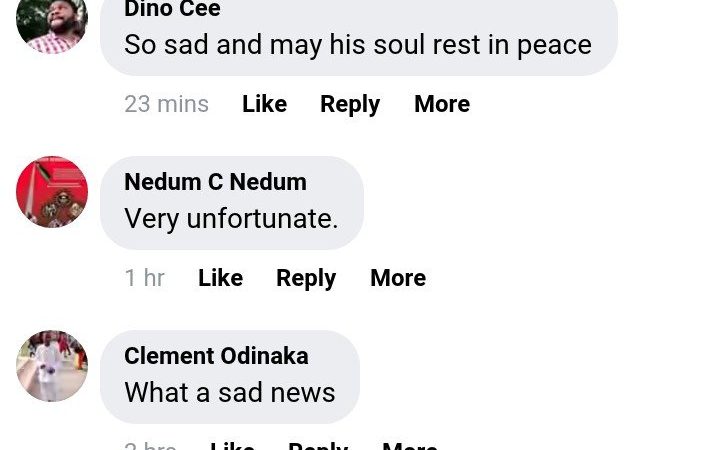 Dino Cee
So sad and may his soul rest in peace
23 mins Like Reply More
Nedum C Nedum
Very unfortunate.
1 hr Like Reply More
Clement Odinaka
What a sad news
Like Reply More